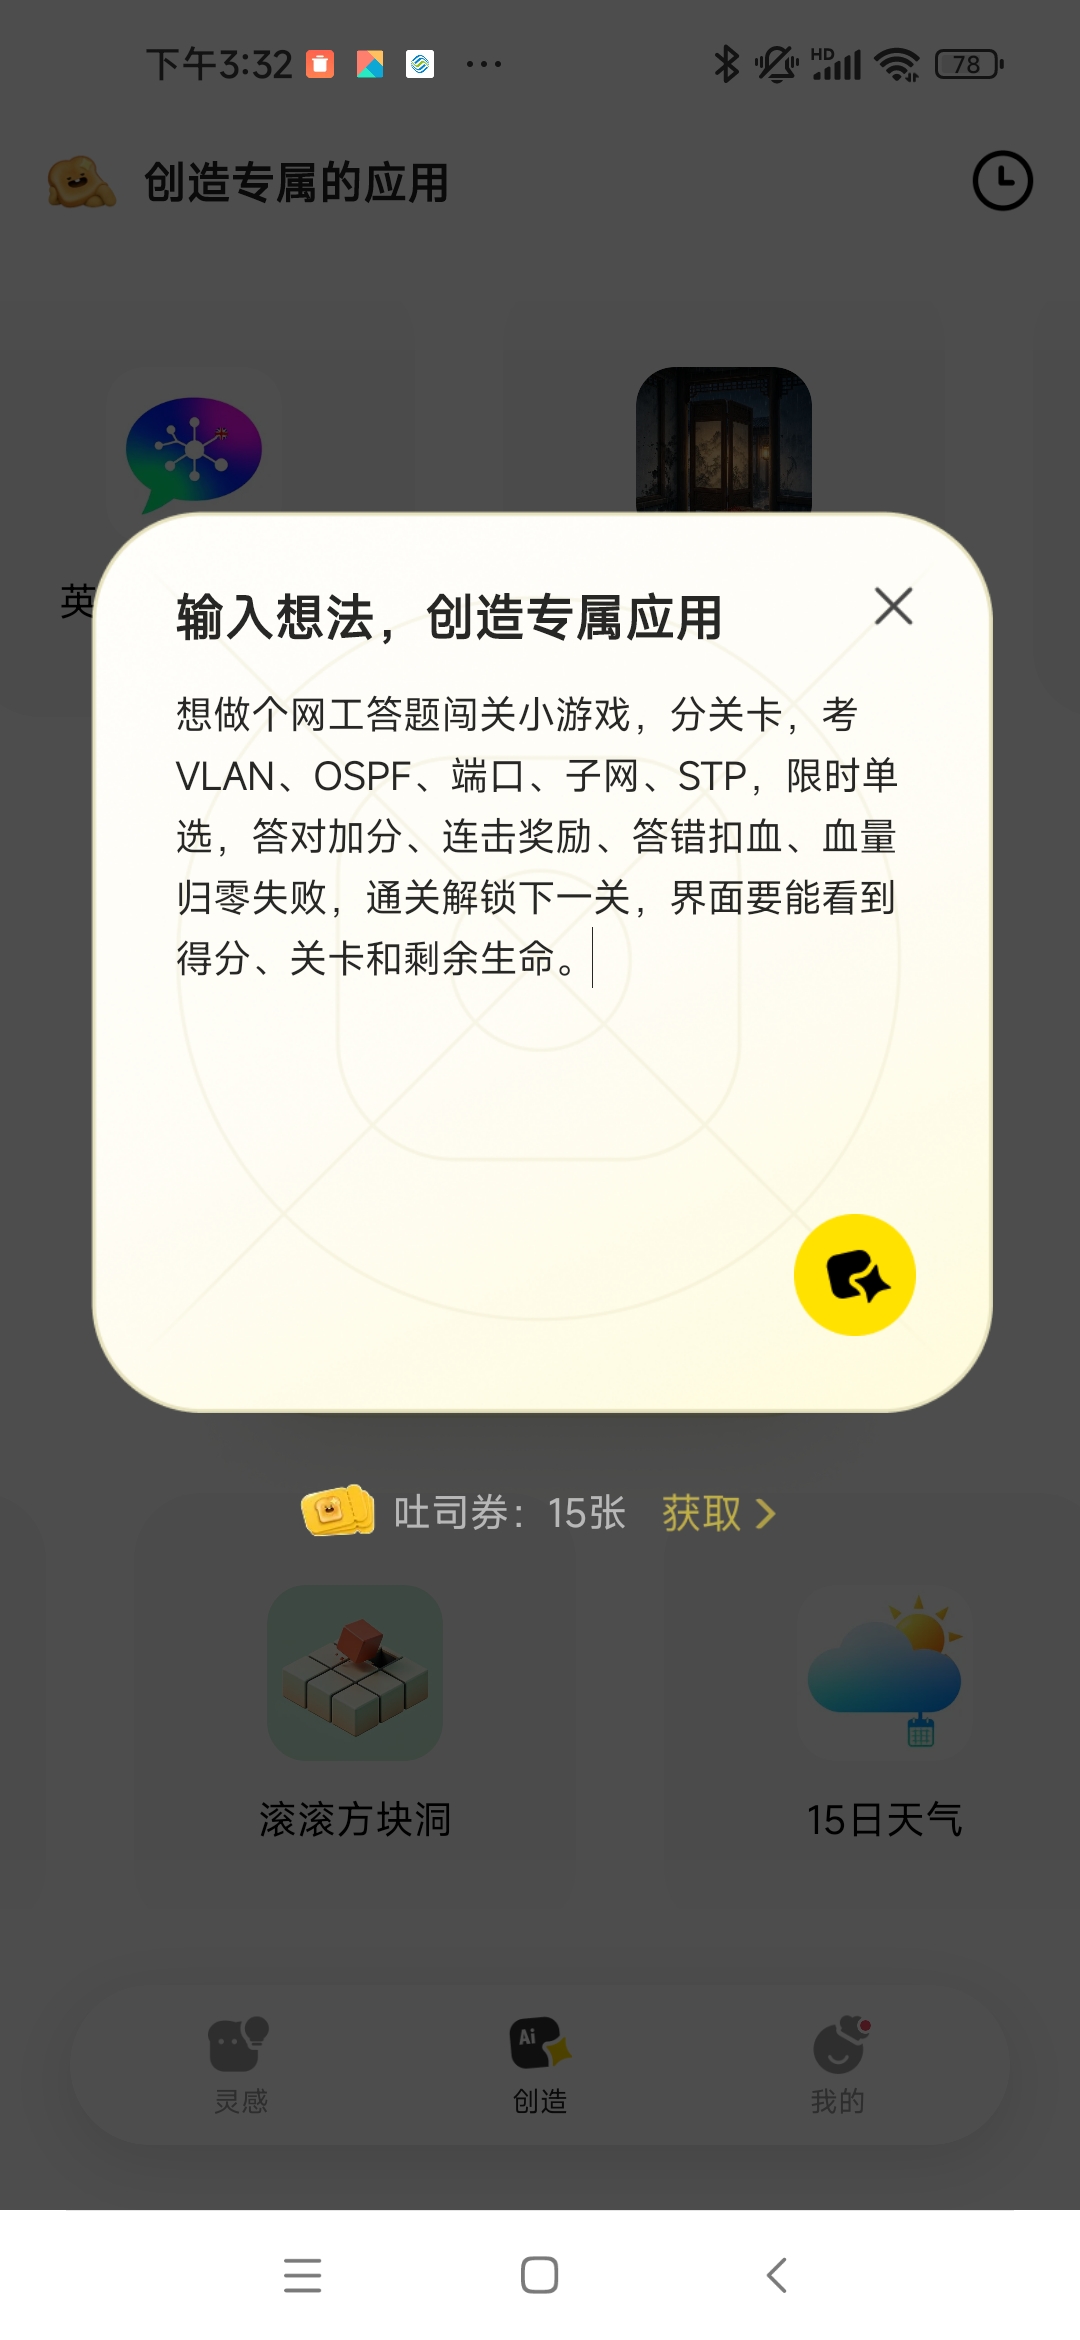 下午3:32
HD
78
创造专属的应用
英
输入想法，创造专属应用
想做个网工答题闯关小游戏，分关卡，考
VLAN、OSPF、端口、子网、STP，限时单
选，答对加分、连击奖励、答错扣血、血量
归零失败，通关解锁下一关，界面要能看到
得分、关卡和剩余生命。
吐司券：15张 获取
滚滚方块洞
15日天气
Ai
灵感
创造
我的